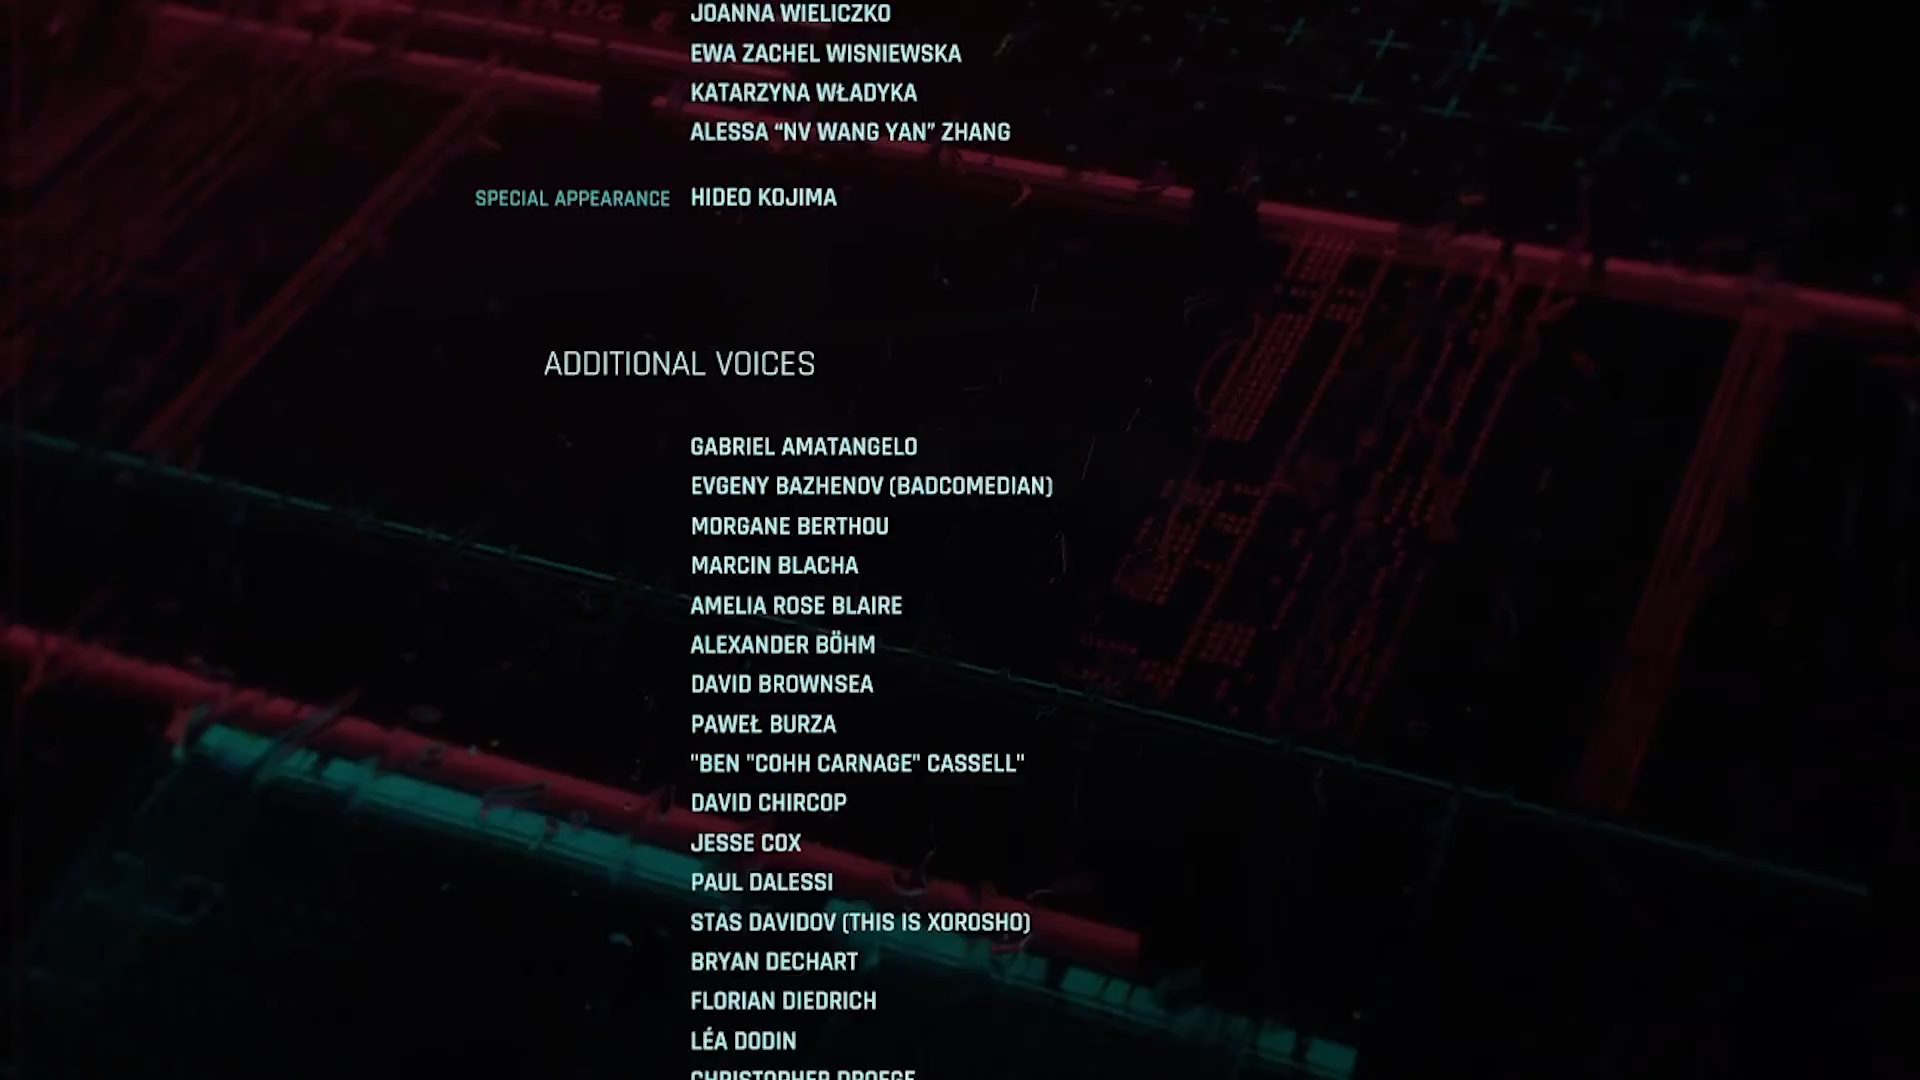 JOANNA WIELICZKO
EWA ZACHEL WISNIEWSKA
KATARZYNA WŁADYKA
ALESSA “NV WANG YAN” ZHANG
SPECIAL APPEARANCE HIDEO KOJIMA
ADDITIONAL VOICES
GABRIEL AMATANGELO
EVGENY BAZHENOV (BADCOMEDIAN)
MORGANE BERTHOU
MARCIN BLACHA
AMELIA ROSE BLAIRE
ALEXANDER BÖHM
DAVID BROWNSEA
PAWEŁ BURZA
"BEN "COHH CARNAGE" CASSELL"
DAVID CHIRCOP
JESSE COX
PAUL DALESSI
STAS DAVIDOV (THIS IS XOROSHO)
BRYAN DECHART
FLORIAN DIEDRICH
LÉA DODIN
CHRISTOPHER DROEGE